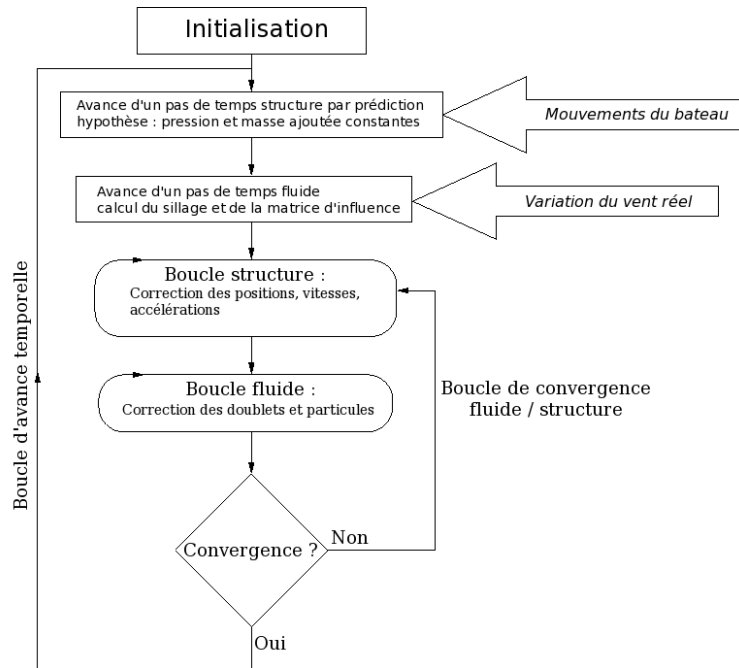 Initialisation
Avance d'un pas de temps structure par prédiction
hypothèse : pression et masse ajoutée constantes
Mouvements du bateau
Avance d'un pas de temps fluide
calcul du sillage et de la matrice d'influence
Variation du vent réel
Boucle structure :
Correction des positions, vitesses,
accélérations
Boucle fluide :
Correction des doublets et particules
Boucle de convergence
fluide / structure
Boucle d'avance temporelle
Convergence ?
Non
Oui